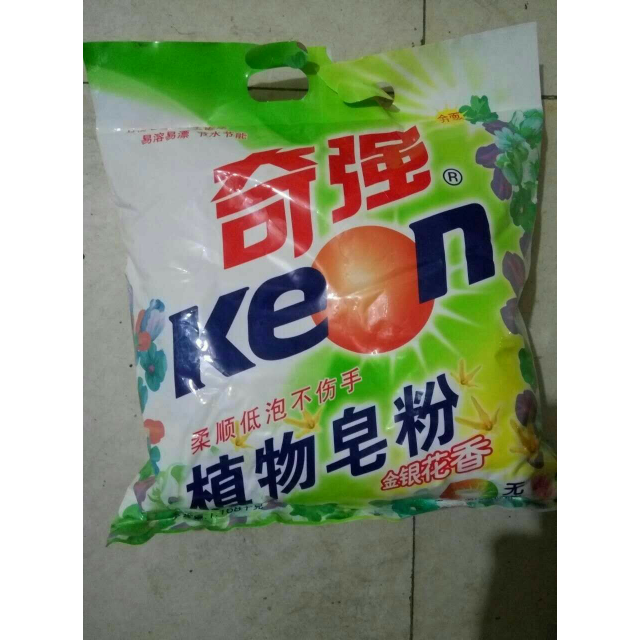 易溶易漂 节水节能
奇强®
Keon
柔顺低泡不伤手
植物皂粉
金银花香
无